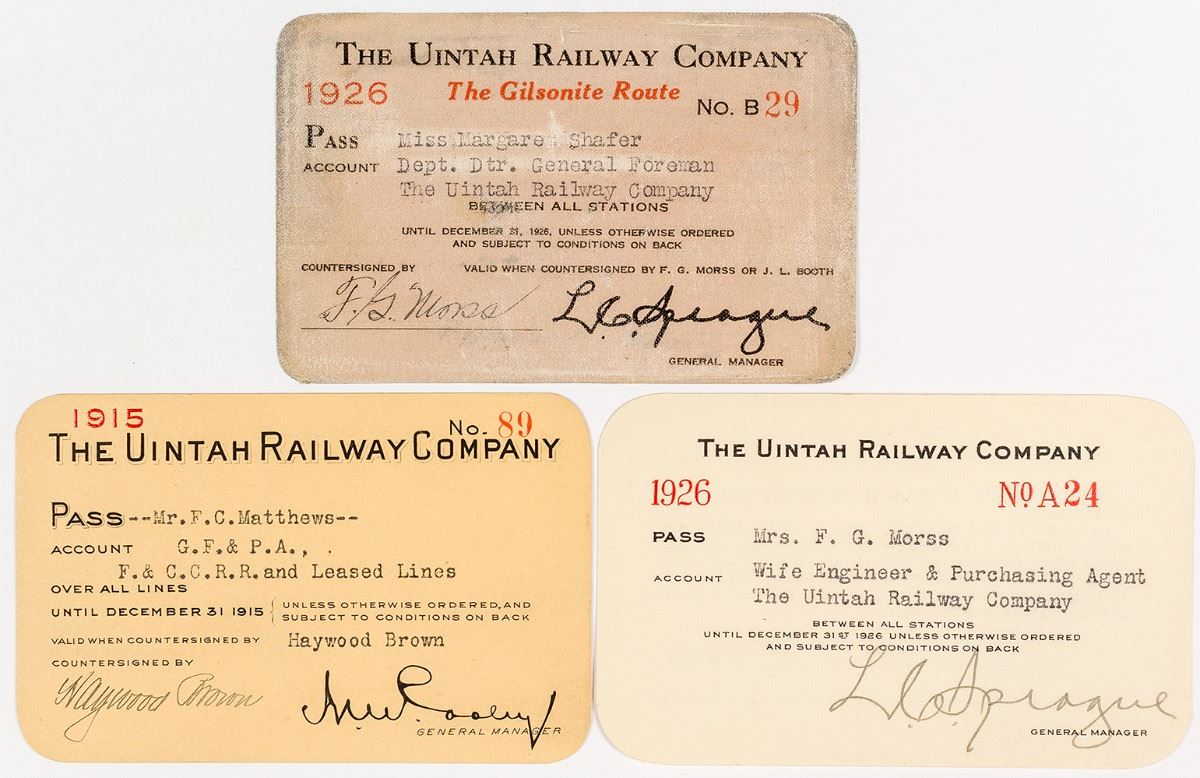 THE UINTAH RAILWAY COMPANY
1926 The Gilsonite Route No. B 29
PASS Miss Margaret Shafer
ACCOUNT Dept. Dtr. General Foreman
The Uintah Railway Company
BETWEEN ALL STATIONS
UNTIL DECEMBER 31, 1926, UNLESS OTHERWISE ORDERED
AND SUBJECT TO CONDITIONS ON BACK
COUNTERSIGNED BY VALID WHEN COUNTERSIGNED BY F. G. MORSS OR J. L. BOOTH
F. G. Morss L. C. Sprague
GENERAL MANAGER
1915 No. 89
THE UINTAH RAILWAY COMPANY
PASS --Mr.F.C.Matthews--
ACCOUNT G.F.& P.A., .
F.& C.C.R.R.and Leased Lines
OVER ALL LINES
UNTIL DECEMBER 31 1915 { UNLESS OTHERWISE ORDERED, AND
SUBJECT TO CONDITIONS ON BACK
VALID WHEN COUNTERSIGNED BY Haywood Brown
COUNTERSIGNED BY
Haywood Brown
GENERAL MANAGER
THE UINTAH RAILWAY COMPANY
1926 No. A24
PASS Mrs. F. G. Morss
ACCOUNT Wife Engineer & Purchasing Agent
The Uintah Railway Company
BETWEEN ALL STATIONS
UNTIL DECEMBER 31ST 1926 UNLESS OTHERWISE ORDERED
AND SUBJECT TO CONDITIONS ON BACK
L. C. Sprague
GENERAL MANAGER